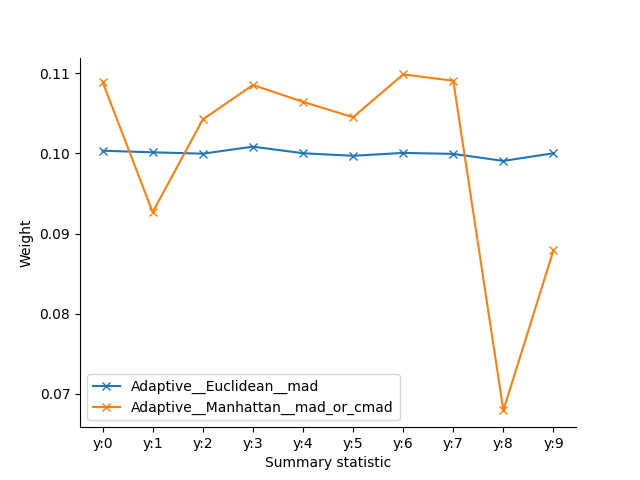 0.11
0.10
0.09
0.08
0.07
Weight
Adaptive__Euclidean__mad
Adaptive__Manhattan__mad_or_cmad
y:0 y:1 y:2 y:3 y:4 y:5 y:6 y:7 y:8 y:9
Summary statistic